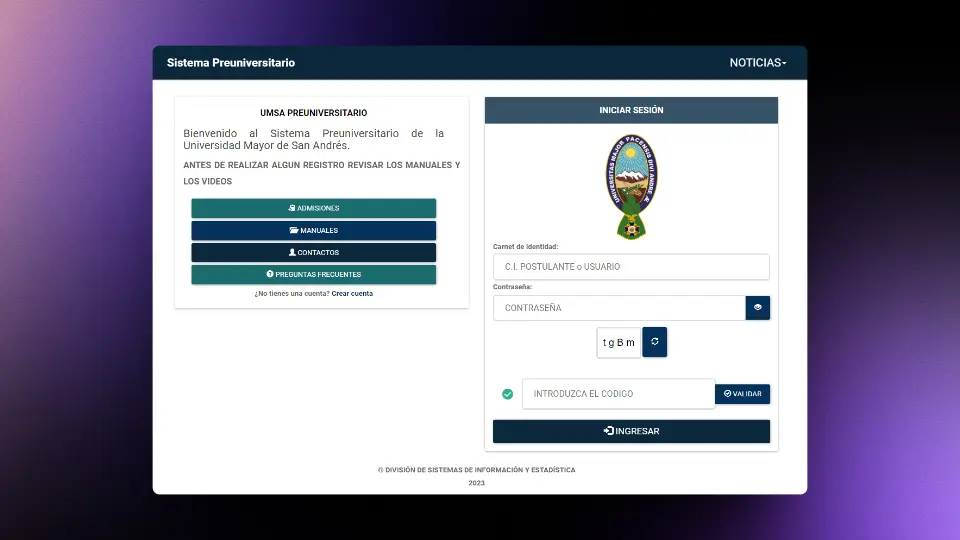 Sistema Preuniversitario
NOTICIAS
UMSA PREUNIVERSITARIO
Bienvenido al Sistema Preuniversitario de la
Universidad Mayor de San Andrés.
ANTES DE REALIZAR ALGUN REGISTRO REVISAR LOS MANUALES Y
LOS VIDEOS
ADMISIONES
MANUALES
CONTACTOS
PREGUNTAS FRECUENTES
¿No tienes una cuenta? Crear cuenta
INICIAR SESIÓN
UNIVERSITAS MAJOR PACENSIS DIVI ANDRE Æ
Carnet de Identidad:
C.I. POSTULANTE o USUARIO
Contraseña:
CONTRASEÑA
t g B m
INTRODUZCA EL CODIGO
VALIDAR
INGRESAR
© DIVISIÓN DE SISTEMAS DE INFORMACIÓN Y ESTADÍSTICA
2023